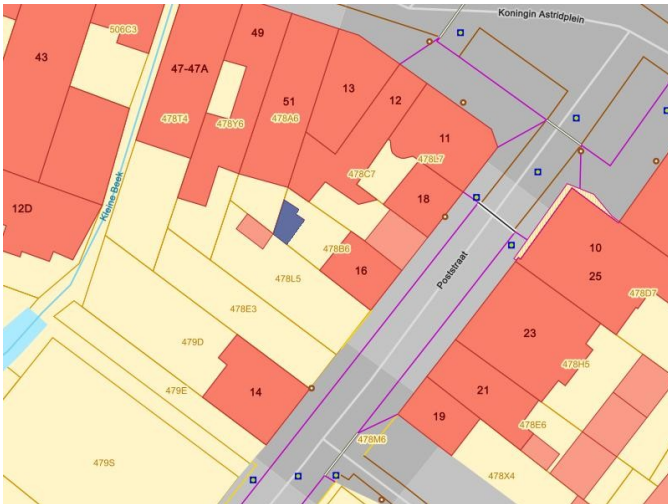 Koningin Astridplein
506C3
49
43
47-47A
13
51
12
478T4
478Y6
478A6
11
478L7
478C7
18
12D
Kleine Beek
478B6
10
16
Poststraat
25
478L5
478D7
478E3
23
479D
478H5
14
479E
21
19
478E6
478M6
479S
478X4